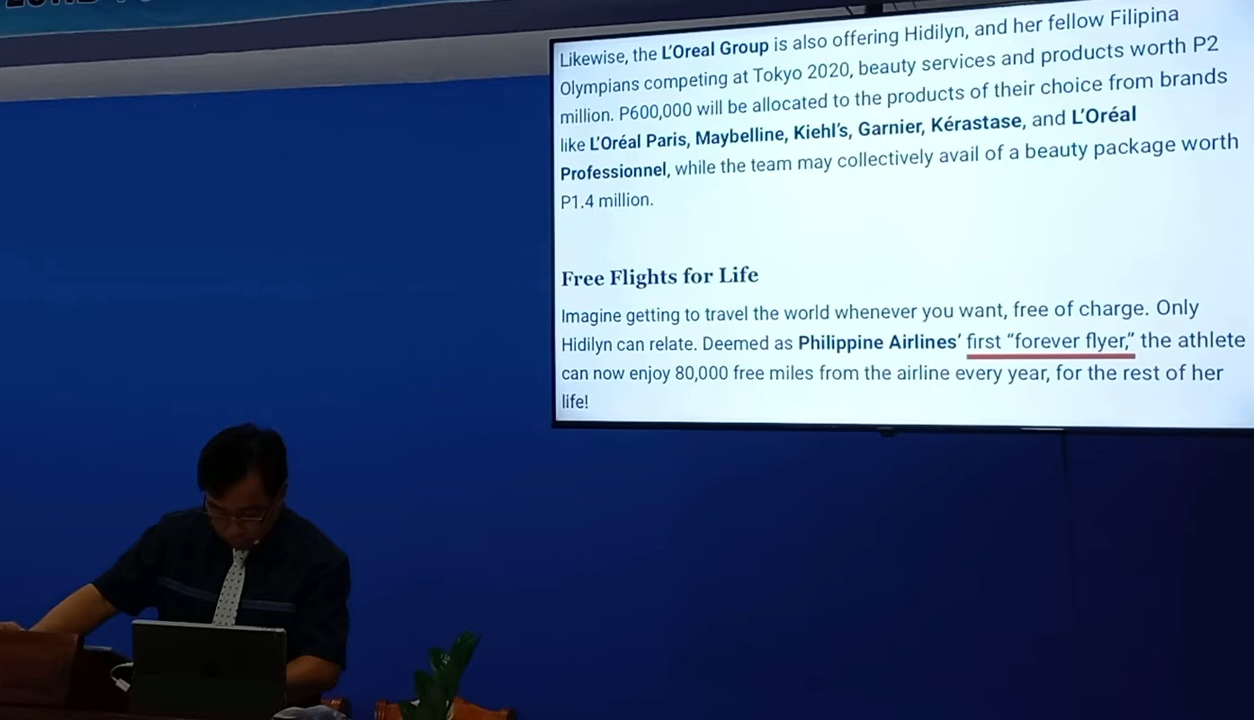 Likewise, the L'Oreal Group is also offering Hidilyn, and her fellow Filipina
Olympians competing at Tokyo 2020, beauty services and products worth P2
million. P600,000 will be allocated to the products of their choice from brands
like L'Oréal Paris, Maybelline, Kiehl's, Garnier, Kérastase, and L'Oréal
Professionnel, while the team may collectively avail of a beauty package worth
P1.4 million.
Free Flights for Life
Imagine getting to travel the world whenever you want, free of charge. Only
Hidilyn can relate. Deemed as Philippine Airlines' first "forever flyer," the athlete
can now enjoy 80,000 free miles from the airline every year, for the rest of her
life!